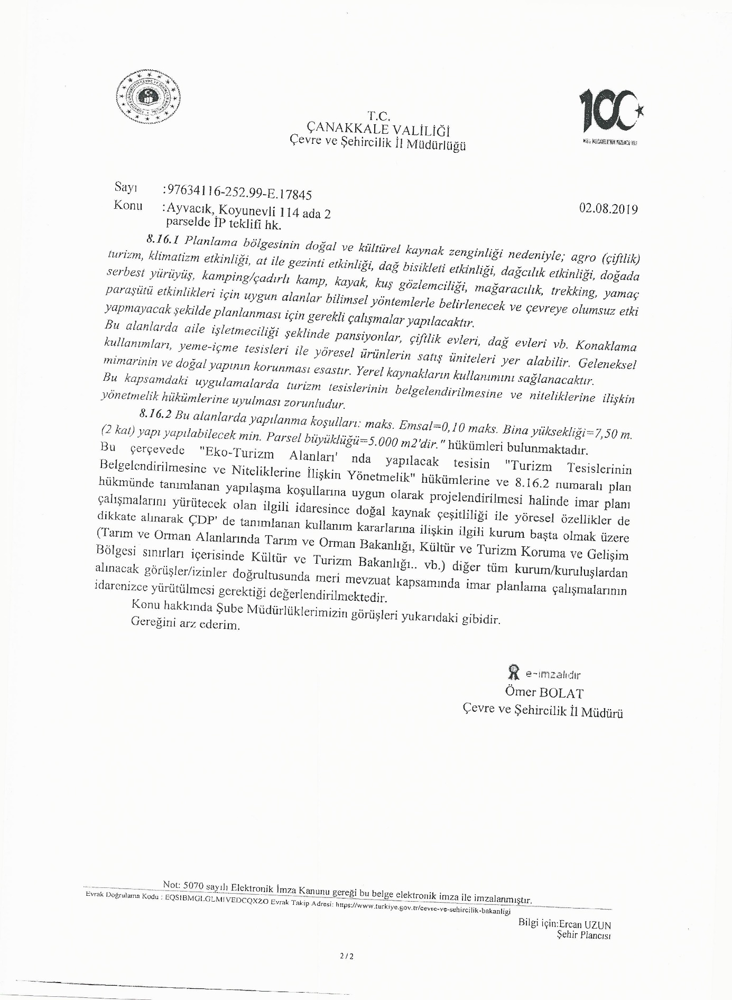 T.C.
ÇANAKKALE VALİLİĞİ
Çevre ve Şehircilik İl Müdürlüğü
100
MİLLİ MÜCADELE'NİN YÜZÜNCÜ YILI
Sayı :97634116-252.99-E.17845
02.08.2019
Konu :Ayvacık, Koyunevli 114 ada 2
parselde İP teklifi hk.
8.16.1 Planlama bölgesinin doğal ve kültürel kaynak zenginliği nedeniyle; agro (çiftlik)
turizm, klimatizm etkinliği, at ile gezinti etkinliği, dağ bisikleti etkinliği, dağcılık etkinliği, doğada
serbest yürüyüş, kamping/çadırlı kamp, kayak, kuş gözlemciliği, mağaracılık, trekking, yamaç
paraşütü etkinlikleri için uygun alanlar bilimsel yöntemlerle belirlenecek ve çevreye olumsuz etki
yapmayacak şekilde planlanması için gerekli çalışmalar yapılacaktır.
Bu alanlarda aile işletmeciliği şeklinde pansiyonlar, çiftlik evleri, dağ evleri vb. Konaklama
kullanımları, yeme-içme tesisleri ile yöresel ürünlerin satış üniteleri yer alabilir. Geleneksel
mimarinin ve doğal yapının korunması esastır. Yerel kaynakların kullanımını sağlanacaktır.
Bu kapsamdaki uygulamalarda turizm tesislerinin belgelendirilmesine ve niteliklerine ilişkin
yönetmelik hükümlerine uyulması zorunludur.
8.16.2 Bu alanlarda yapılanma koşulları: maks. Emsal=0,10 maks. Bina yüksekliği=7,50 m.
(2 kat) yapı yapılabilecek min. Parsel büyüklüğü=5.000 m2'dir." hükümleri bulunmaktadır.
Bu çerçevede "Eko-Turizm Alanları' nda yapılacak tesisin "Turizm Tesislerinin
Belgelendirilmesine ve Niteliklerine İlişkin Yönetmelik" hükümlerine ve 8.16.2 numaralı plan
hükmünde tanımlanan yapılaşma koşullarına uygun olarak projelendirilmesi halinde imar planı
çalışmalarını yürütecek olan ilgili idaresince doğal kaynak çeşitliliği ile yöresel özellikler de
dikkate alınarak ÇDP' de tanımlanan kullanım kararlarına ilişkin ilgili kurum başta olmak üzere
(Tarım ve Orman Alanlarında Tarım ve Orman Bakanlığı, Kültür ve Turizm Koruma ve Gelişim
Bölgesi sınırları içerisinde Kültür ve Turizm Bakanlığı.. vb.) diğer tüm kurum/kuruluşlardan
alınacak görüşler/izinler doğrultusunda meri mevzuat kapsamında imar planlama çalışmalarının
idarenizce yürütülmesi gerektiği değerlendirilmektedir.
Konu hakkında Şube Müdürlüklerimizin görüşleri yukarıdaki gibidir.
Gereğini arz ederim.
e-imzalıdır
Ömer BOLAT
Çevre ve Şehircilik İl Müdürü
Not: 5070 sayılı Elektronik İmza Kanunu gereği bu belge elektronik imza ile imzalanmıştır.
Evrak Doğrulama Kodu : EQSIBMGLGLMIVEDCQXZO Evrak Takip Adresi: https://www.turkiye.gov.tr/cevre-ve-sehircilik-bakanligi
Bilgi için:Ercan UZUN
Şehir Plancısı
2 / 2